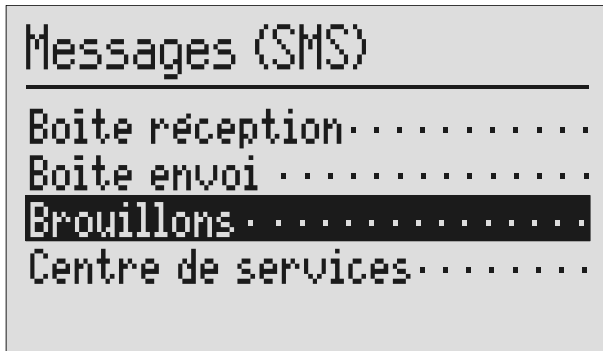 Messages (SMS)
Boite réception...........
Boite envoi ..............
Brouillons...............
Centre de services........